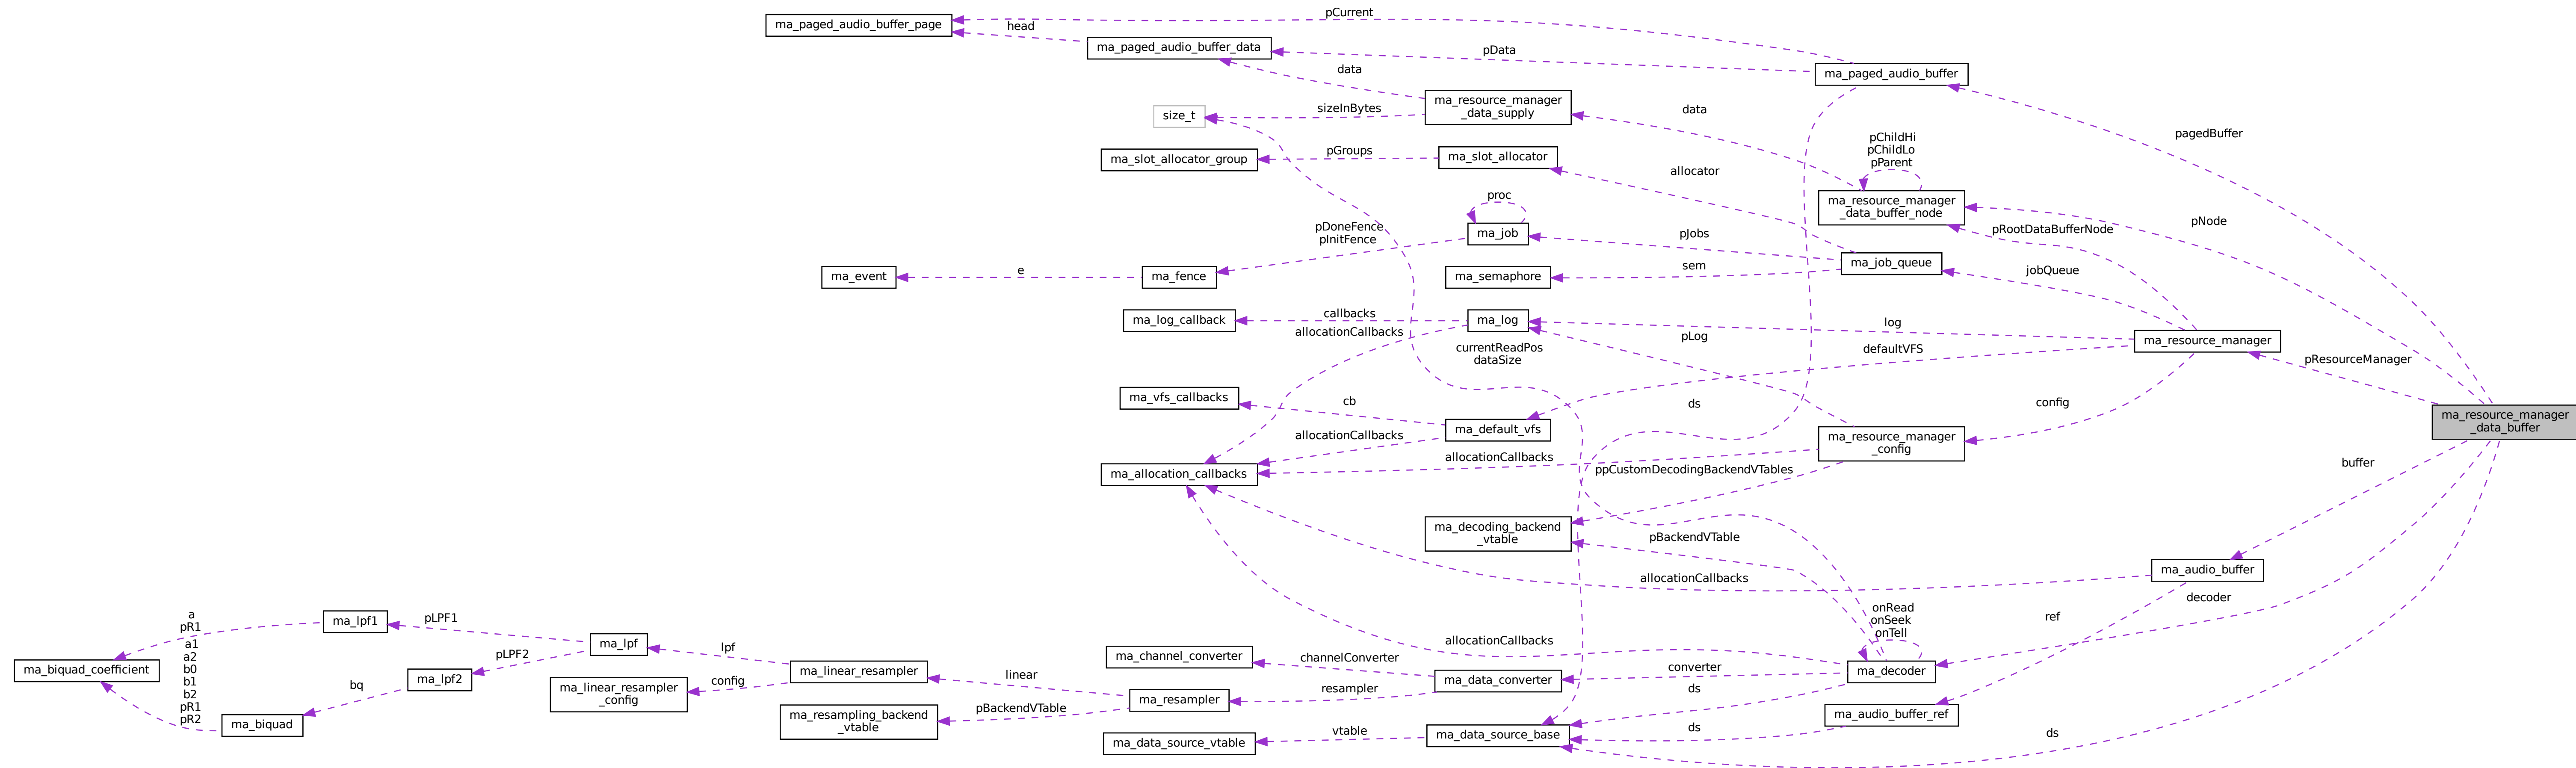 pCurrent
ma_paged_audio_buffer_page
head
ma_paged_audio_buffer_data
pData
data
ma_paged_audio_buffer
ma_resource_manager
_data_supply
sizeInBytes
size_t
data
pagedBuffer
pChildHi
pChildLo
pParent
pGroups
ma_slot_allocator_group
ma_slot_allocator
allocator
ma_resource_manager
_data_buffer_node
pNode
proc
pDoneFence
pInitFence
ma_job
pJobs
pRootDataBufferNode
ma_job_queue
jobQueue
ma_event
e
ma_fence
ma_semaphore
sem
ma_log_callback
callbacks
allocationCallbacks
ma_log
log
pLog
ma_resource_manager
currentReadPos
dataSize
defaultVFS
pResourceManager
ma_vfs_callbacks
cb
ds
config
ma_resource_manager
_data_buffer
ma_default_vfs
allocationCallbacks
ma_resource_manager
_config
allocationCallbacks
ma_allocation_callbacks
ppCustomDecodingBackendVTables
buffer
ma_decoding_backend
_vtable
pBackendVTable
ma_audio_buffer
allocationCallbacks
decoder
onRead
onSeek
onTell
ref
a
pR1
ma_lpf1
pLPF1
a1
a2
b0
b1
b2
pR1
pR2
ma_lpf
lpf
allocationCallbacks
pLPF2
ma_channel_converter
channelConverter
converter
ma_decoder
ma_biquad_coefficient
ma_linear_resampler
linear
ma_lpf2
bq
config
ma_linear_resampler
_config
ma_data_converter
resampler
ds
ma_resampler
pBackendVTable
ma_resampling_backend
_vtable
ma_audio_buffer_ref
ma_biquad
ds
vtable
ma_data_source_base
ma_data_source_vtable
ds